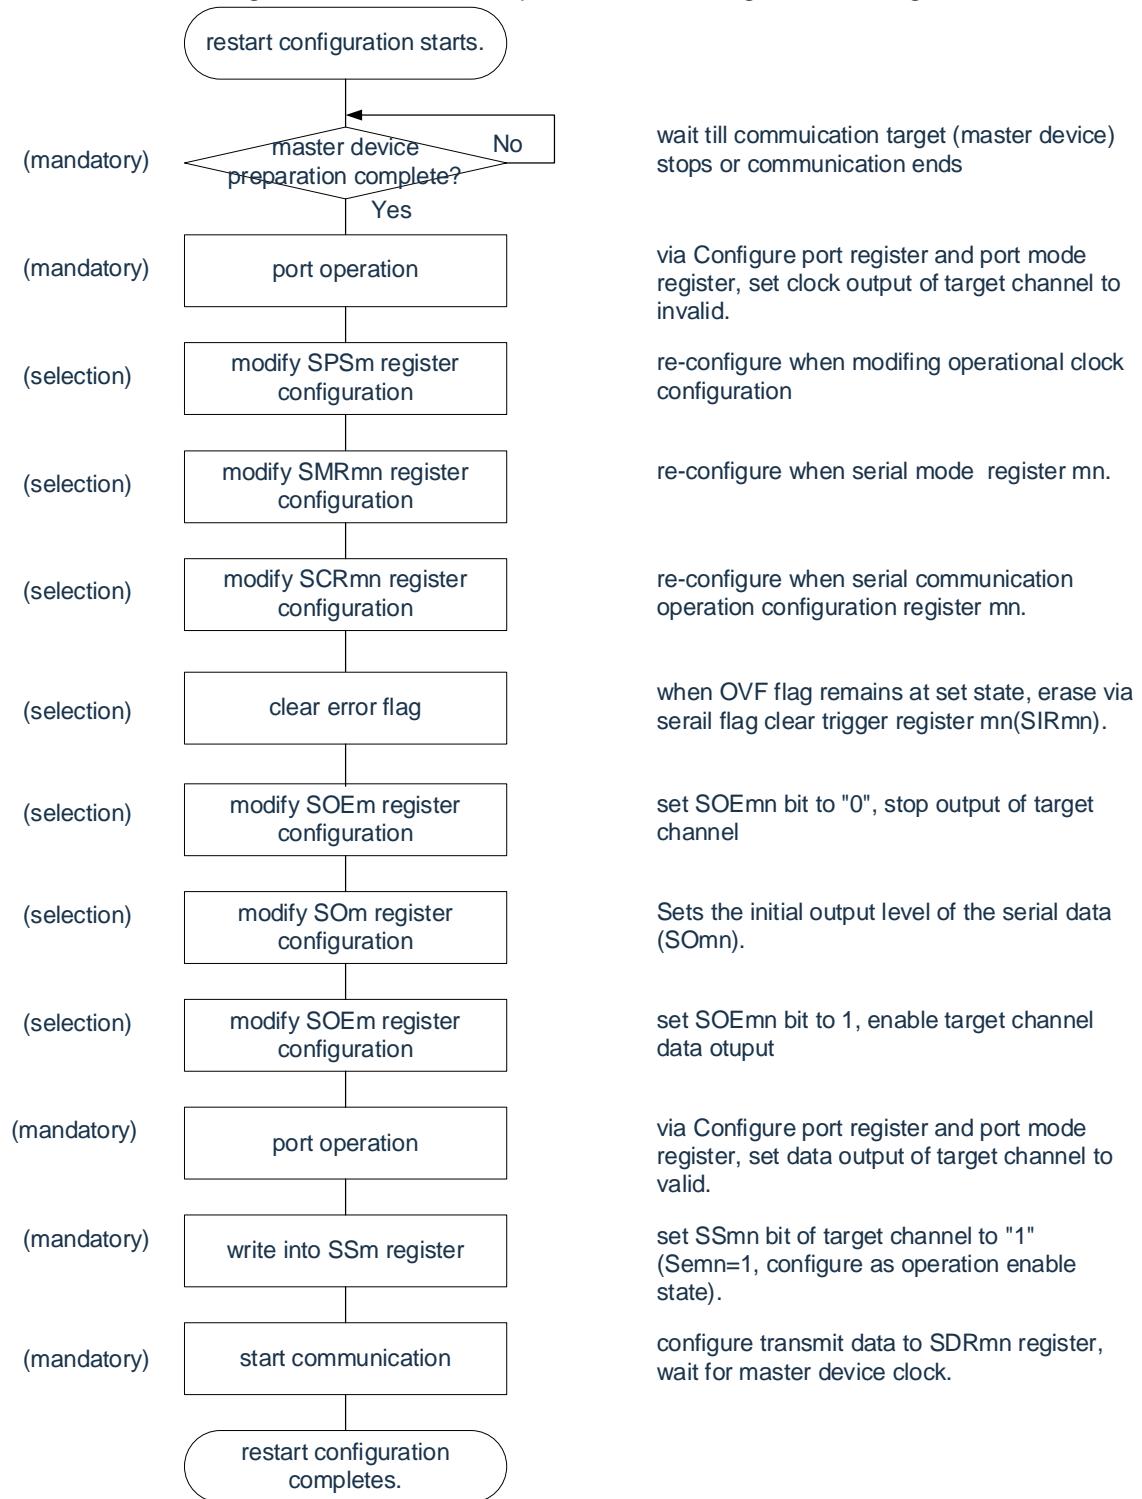 restart configuration starts.
(mandatory)
master device
preparation complete?
No
Yes
wait till commuication target (master device)
stops or communication ends
(mandatory)
port operation
via Configure port register and port mode
register, set clock output of target channel to
invalid.
(selection)
modify SPSm register
configuration
re-configure when modifing operational clock
configuration
(selection)
modify SMRmn register
configuration
re-configure when serial mode register mn.
(selection)
modify SCRmn register
configuration
re-configure when serial communication
operation configuration register mn.
(selection)
clear error flag
when OVF flag remains at set state, erase via
serail flag clear trigger register mn(SIRmn).
(selection)
modify SOEm register
configuration
set SOEmn bit to "0", stop output of target
channel
(selection)
modify SOm register
configuration
Sets the initial output level of the serial data
(SOmn).
(selection)
modify SOEm register
configuration
set SOEmn bit to 1, enable target channel
data otuput
(mandatory)
port operation
via Configure port register and port mode
register, set data output of target channel to
valid.
(mandatory)
write into SSm register
set SSmn bit of target channel to "1"
(Semn=1, configure as operation enable
state).
(mandatory)
start communication
configure transmit data to SDRmn register,
wait for master device clock.
restart configuration
completes.